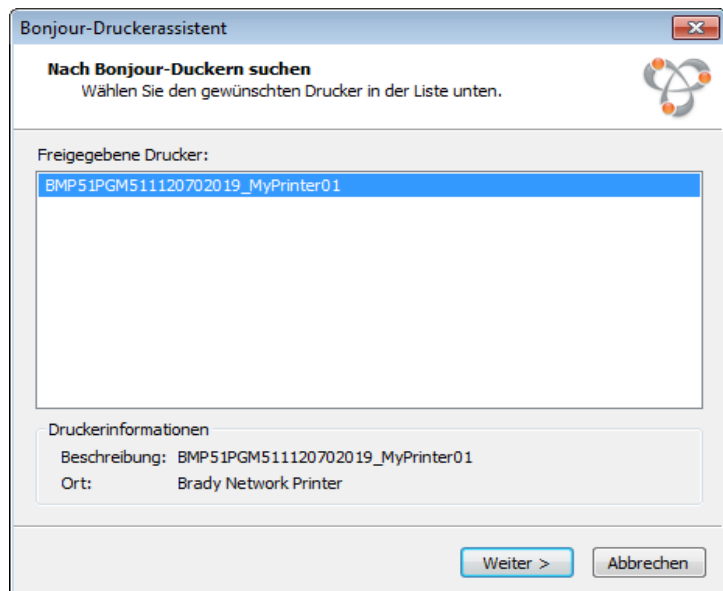 Bonjour-Druckerassistent
Nach Bonjour-Duckern suchen
Wählen Sie den gewünschten Drucker in der Liste unten.
Freigegebene Drucker:
BMP51PGM511120702019_MyPrinter01
Druckerinformationen
Beschreibung: BMP51PGM511120702019_MyPrinter01
Ort: Brady Network Printer
Weiter > Abbrechen